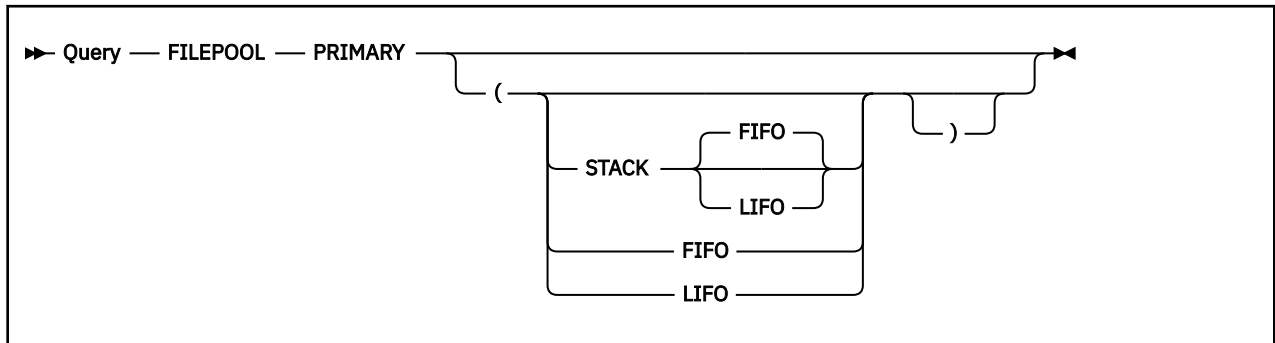 Query FILEPOOL PRIMARY
(
)
FIFO
STACK
LIFO
FIFO
LIFO